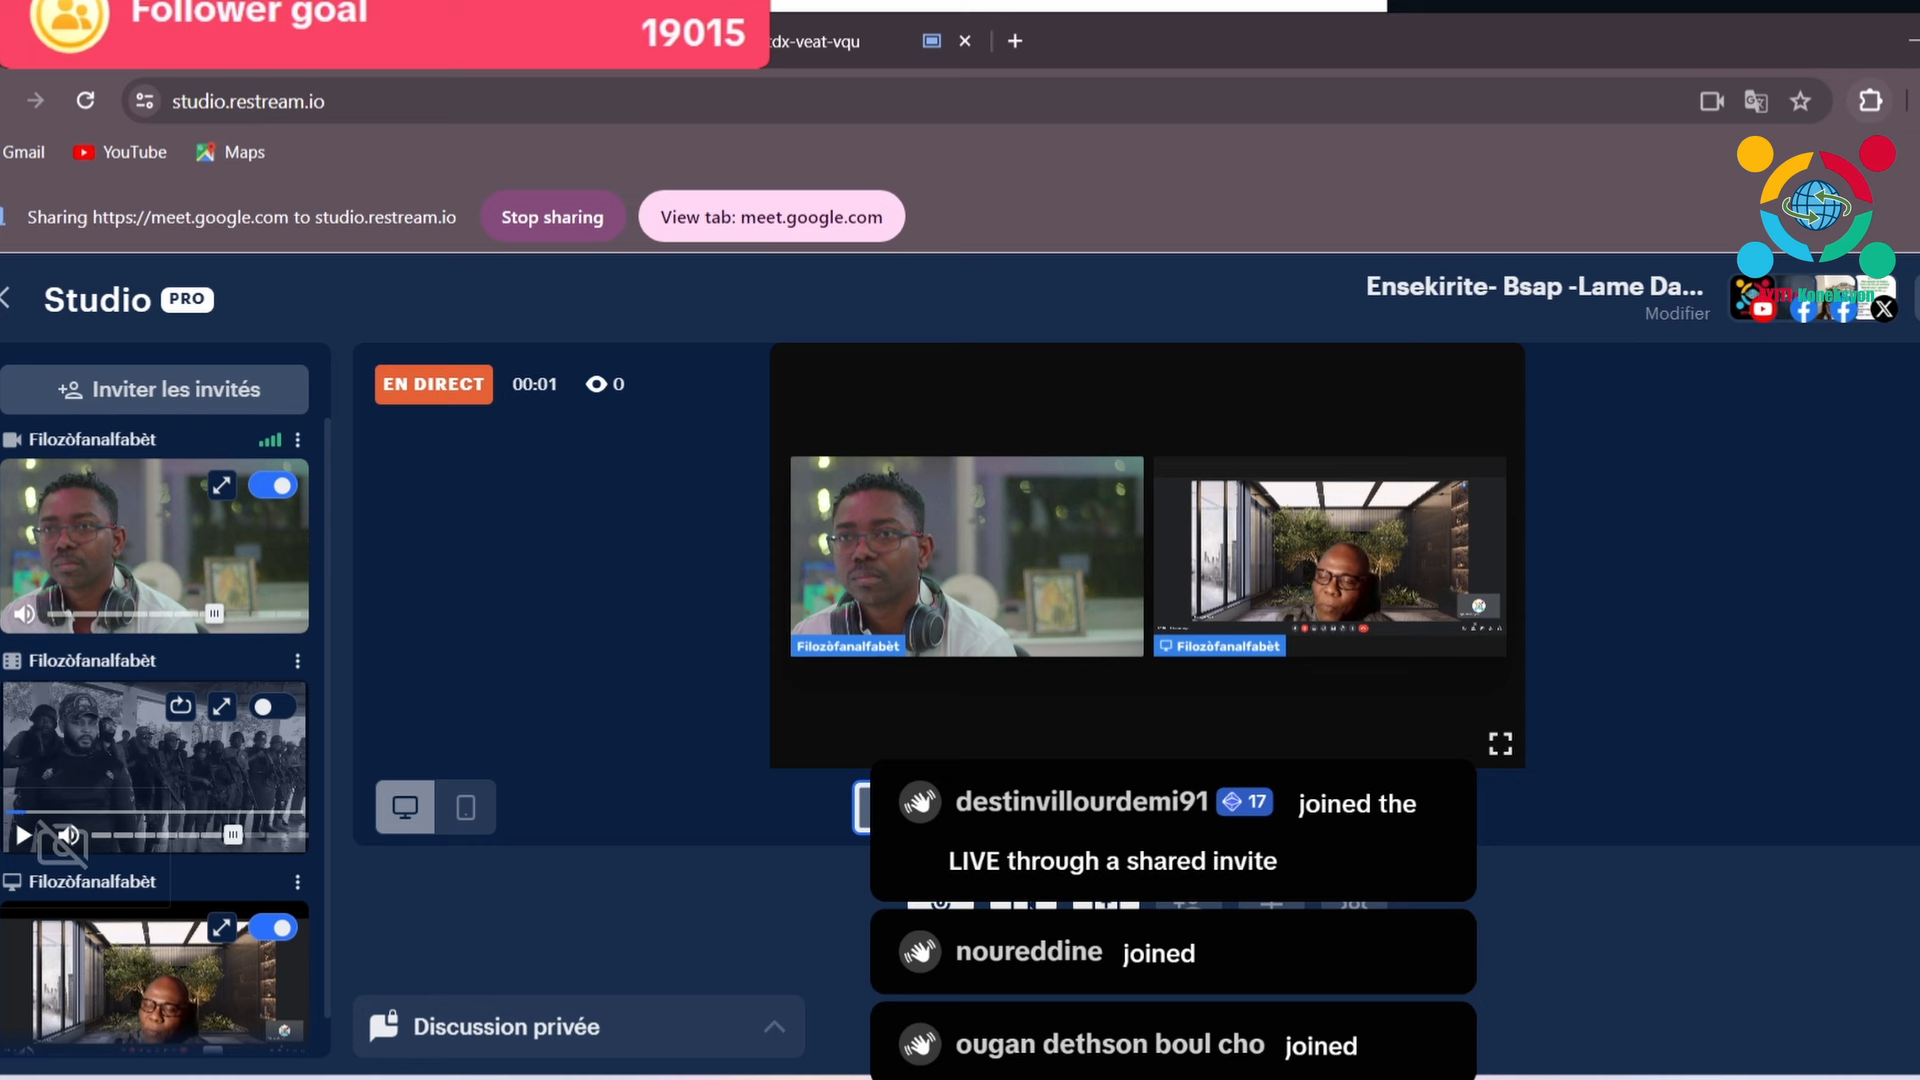 Follower goal
19015
tdx-veat-vqu
studio.restream.io
Gmail
YouTube
Maps
Sharing https://meet.google.com to studio.restream.io
Stop sharing
View tab: meet.google.com
Studio PRO
Ensekirite- Bsap -Lame Da...
Modifier
AYITI Koneksyon
Inviter les invités
EN DIRECT
00:01
0
Filozòfanalfabèt
Filozòfanalfabèt
Filozòfanalfabèt
Filozòfanalfabèt
Filozòfanalfabèt
destinvillourdemi91 17 joined the
LIVE through a shared invite
noureddine joined
ougan dethson boul cho joined
Discussion privée